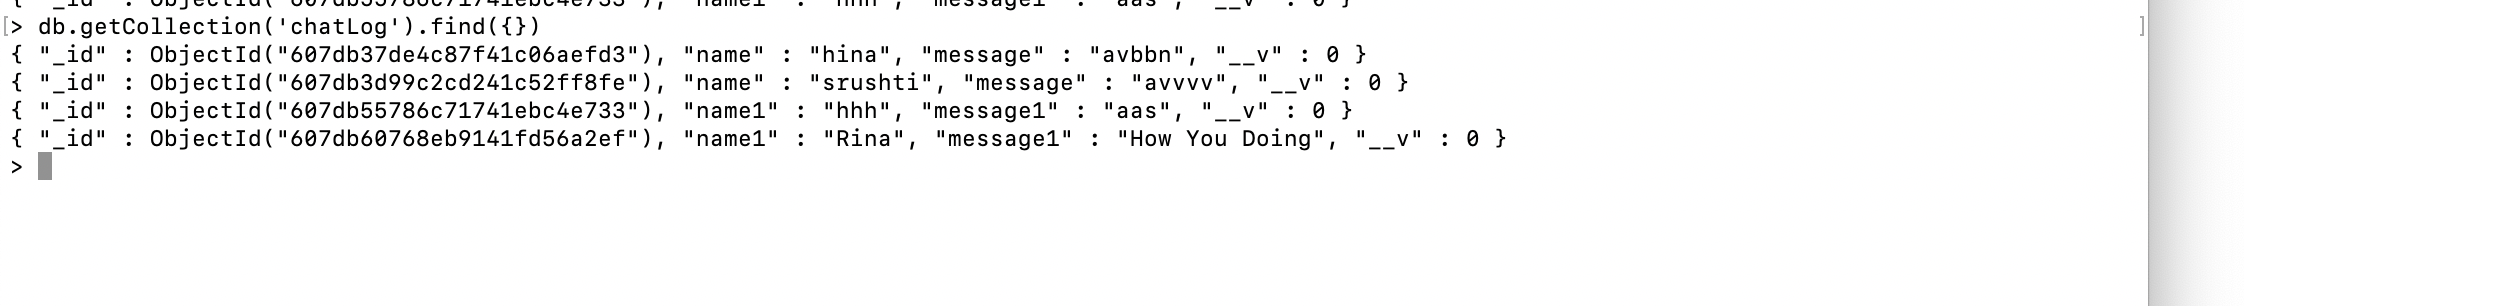 [> db.getCollection('chatLog').find({}) ]
{ "_id" : ObjectId("607db37de4c87f41c06aefd3"), "name" : "hina", "message" : "avbbn", "__v" : 0 }
{ "_id" : ObjectId("607db3d99c2cd241c52ff8fe"), "name" : "srushti", "message" : "avvvv", "__v" : 0 }
{ "_id" : ObjectId("607db55786c71741ebc4e733"), "name1" : "hhh", "message1" : "aas", "__v" : 0 }
{ "_id" : ObjectId("607db60768eb9141fd56a2ef"), "name1" : "Rina", "message1" : "How You Doing", "__v" : 0 }
>